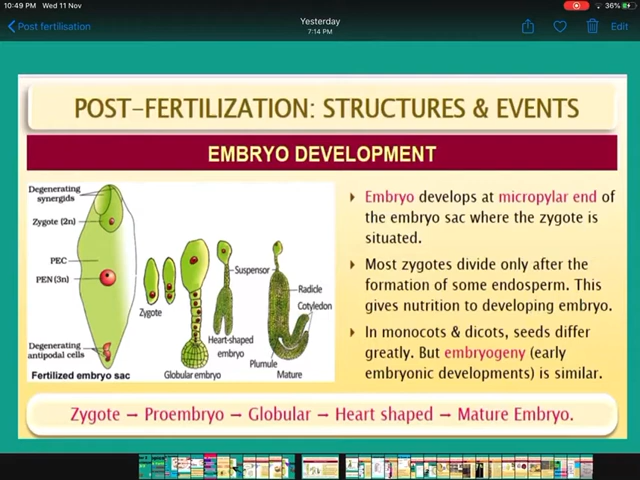 10:49 PM Wed 11 Nov
36%
Post fertilisation
Yesterday
7:14 PM
Edit
POST-FERTILIZATION: STRUCTURES & EVENTS
EMBRYO DEVELOPMENT
Degenerating
synergids
Zygote (2n)
PEC
PEN (3n)
Degenerating
antipodal cells
Fertilized embryo sac
Zygote
Suspensor
Radicle
Cotyledon
Heart-shaped
embryo
Plumule
Globular embryo
Mature
Embryo develops at micropylar end of
the embryo sac where the zygote is
situated.
Most zygotes divide only after the
formation of some endosperm. This
gives nutrition to developing embryo.
In monocots & dicots, seeds differ
greatly. But embryogeny (early
embryonic developments) is similar.
Zygote → Proembryo → Globular → Heart shaped → Mature Embryo.